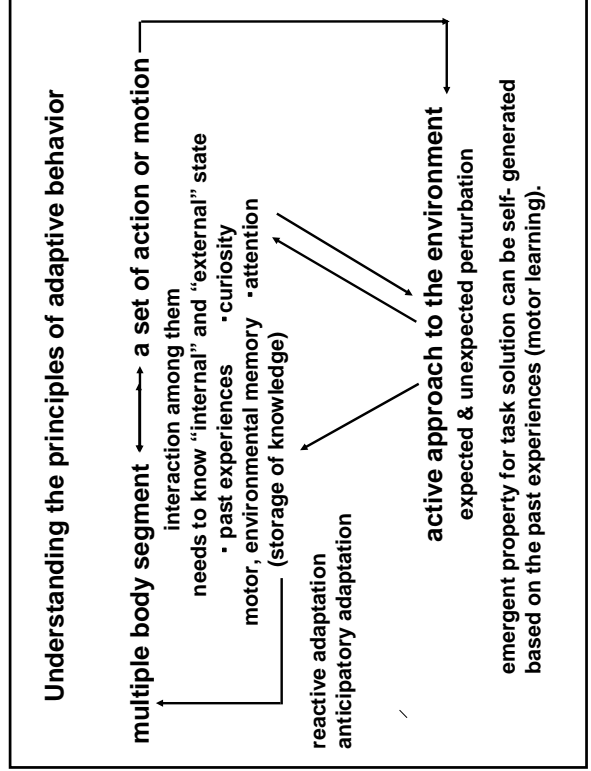 Understanding the principles of adaptive behavior
multiple body segment a set of action or motion
interaction among them
needs to know “internal” and “external” state
・past experiences ・curiosity
motor, environmental memory ・attention
(storage of knowledge)
reactive adaptation
anticipatory adaptation
active approach to the environment
expected & unexpected perturbation
emergent property for task solution can be self- generated
based on the past experiences (motor learning).